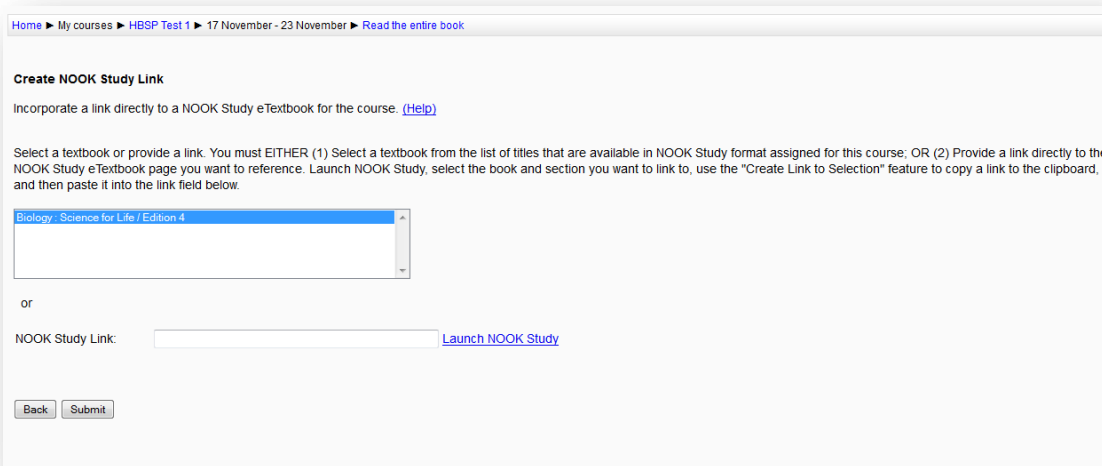 Home ► My courses ► HBSP Test 1 ► 17 November - 23 November ► Read the entire book
Create NOOK Study Link
Incorporate a link directly to a NOOK Study eTextbook for the course. (Help)
Select a textbook or provide a link. You must EITHER (1) Select a textbook from the list of titles that are available in NOOK Study format assigned for this course; OR (2) Provide a link directly to the
NOOK Study eTextbook page you want to reference. Launch NOOK Study, select the book and section you want to link to, use the "Create Link to Selection" feature to copy a link to the clipboard,
and then paste it into the link field below.
Biology : Science for Life / Edition 4
or
NOOK Study Link: Launch NOOK Study
Back Submit